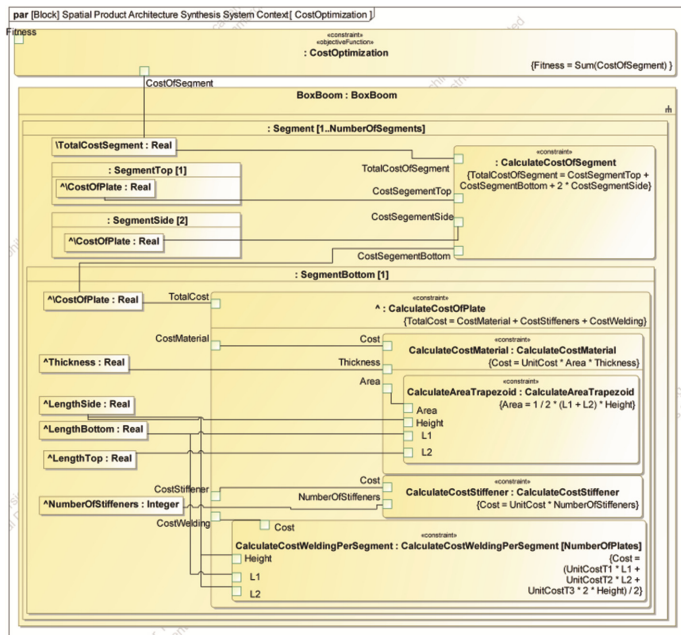 par [Block] Spatial Product Architecture Synthesis System Context[ CostOptimization ]
Fitness
«constraint»
«objectiveFunction»
: CostOptimization
{Fitness = Sum(CostOfSegment) }
CostOfSegment
BoxBoom : BoxBoom
: Segment [1..NumberOfSegments]
\TotalCostSegment : Real
«constraint»
: CalculateCostOfSegment
{TotalCostOfSegment = CostSegmentTop +
CostSegmentBottom + 2 * CostSegmentSide}
TotalCostOfSegment
: SegmentTop [1]
^\CostOfPlate : Real
CostSegementTop
: SegmentSide [2]
^\CostOfPlate : Real
CostSegementSide
CostSegementBottom
: SegmentBottom [1]
^\CostOfPlate : Real
TotalCost
«constraint»
^ : CalculateCostOfPlate
{TotalCost = CostMaterial + CostStiffeners + CostWelding}
CostMaterial
Cost
«constraint»
CalculateCostMaterial : CalculateCostMaterial
{Cost = UnitCost * Area * Thickness}
^Thickness : Real
Thickness
Area
«constraint»
CalculateAreaTrapezoid : CalculateAreaTrapezoid
{Area = 1 / 2 * (L1 + L2) * Height}
^LengthSide : Real
Area
Height
^LengthBottom : Real
L1
^LengthTop : Real
L2
CostStiffener
Cost
«constraint»
CalculateCostStiffener : CalculateCostStiffener
{Cost = UnitCost * NumberOfStiffeners}
^NumberOfStiffeners : Integer
NumberOfStiffeners
CostWelding
Cost
«constraint»
CalculateCostWeldingPerSegment : CalculateCostWeldingPerSegment [NumberOfPlates]
{Cost =
(UnitCostT1 * L1 +
UnitCostT2 * L2 +
UnitCostT3 * 2 * Height) / 2}
Height
L1
L2